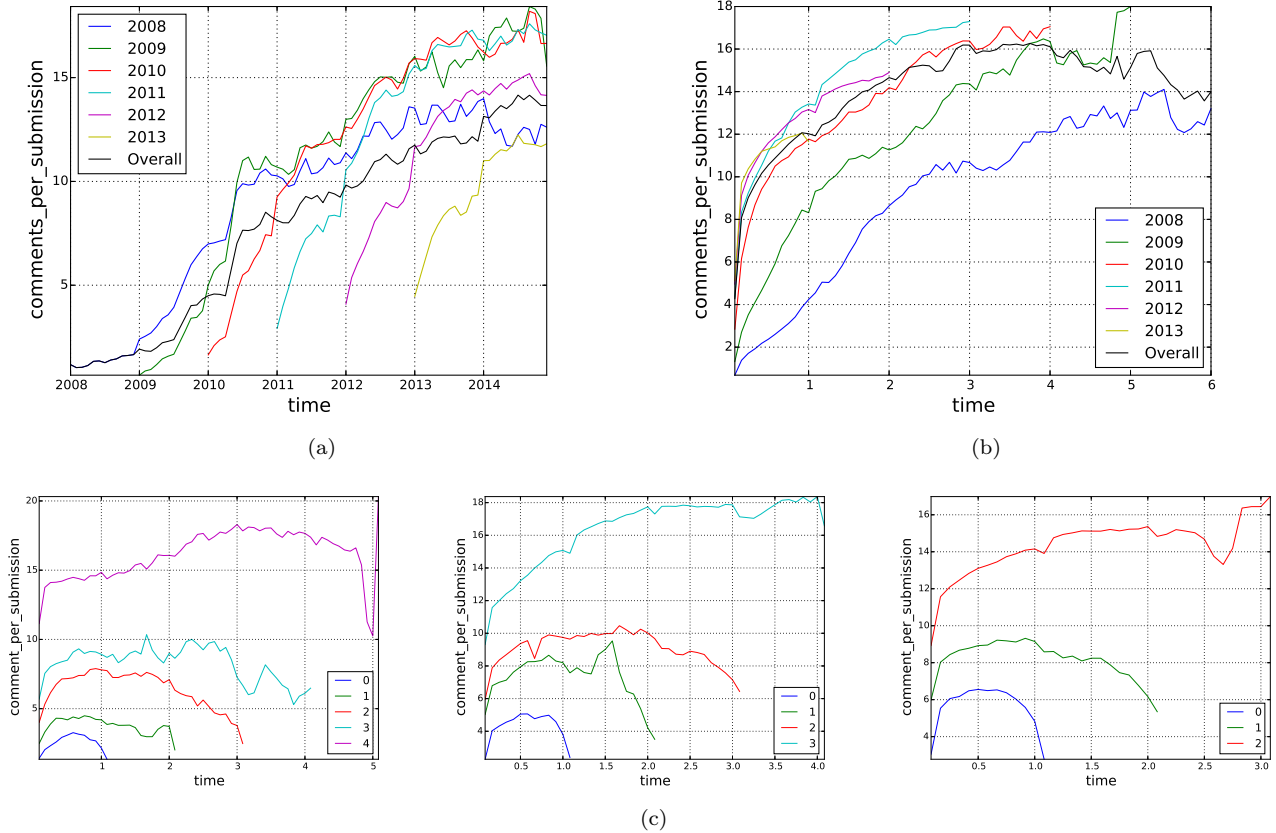 comments_per_submission
2008
2009
2010
2011
2012
2013
Overall
15
10
5
2008 2009 2010 2011 2012 2013 2014
time
(a)
comments_per_submission
18
16
14
12
10
8
6
4
2
2008
2009
2010
2011
2012
2013
Overall
1 2 3 4 5 6
time
(b)
comment_per_submission
20
15
10
5
0
1
2
3
4
1 2 3 4 5
time
comment_per_submission
18
16
14
12
10
8
6
4
0
1
2
3
0.5 1.0 1.5 2.0 2.5 3.0 3.5 4.0
time
comment_per_submission
16
14
12
10
8
6
4
0
1
2
0.5 1.0 1.5 2.0 2.5 3.0
time
(c)